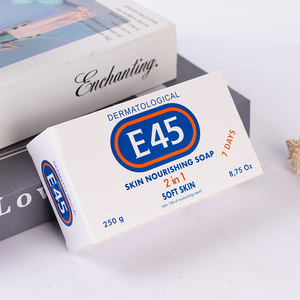 Enchanting.
LOV
DERMATOLOGICAL
E45
SKIN NOURISHING SOAP
2 in 1
SOFT SKIN
7 DAYS
250 g
8,75 Oz
E45